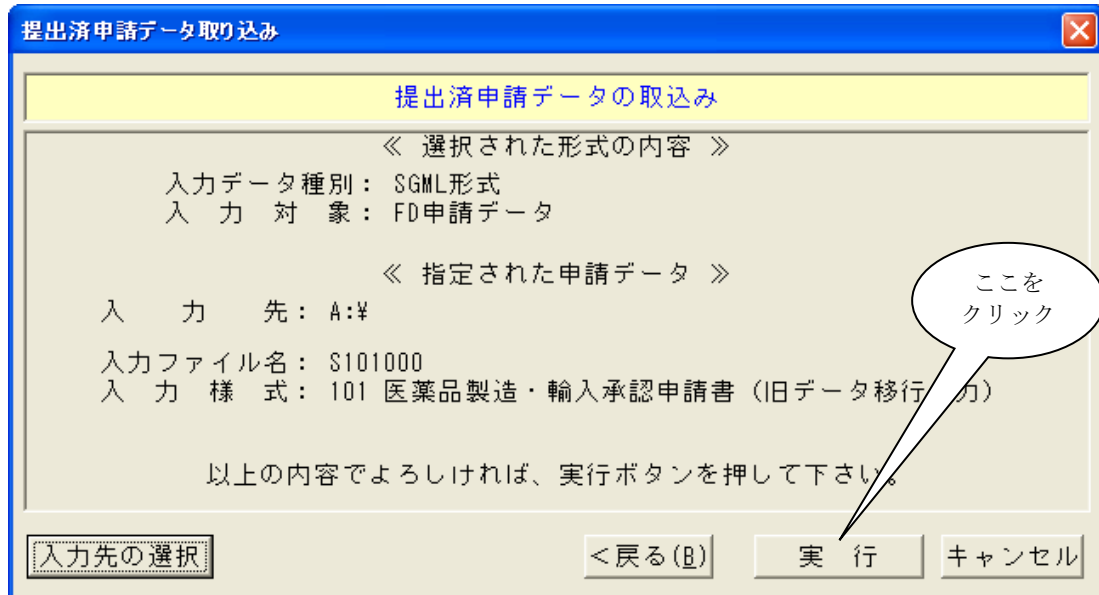 提出済申請データ取り込み
提出済申請データの取込み
≪ 選択された形式の内容 ≫
入力データ種別： SGML形式
入 力 対 象： FD申請データ
≪ 指定された申請データ ≫
入 力 先： A:¥
入力ファイル名： S101000
入 力 様 式： 101 医薬品製造・輸入承認申請書（旧データ移行 力）
以上の内容でよろしければ、実行ボタンを押して下さい。
ここを
クリック
入力先の選択
<戻る(B)
実 行
キャンセル